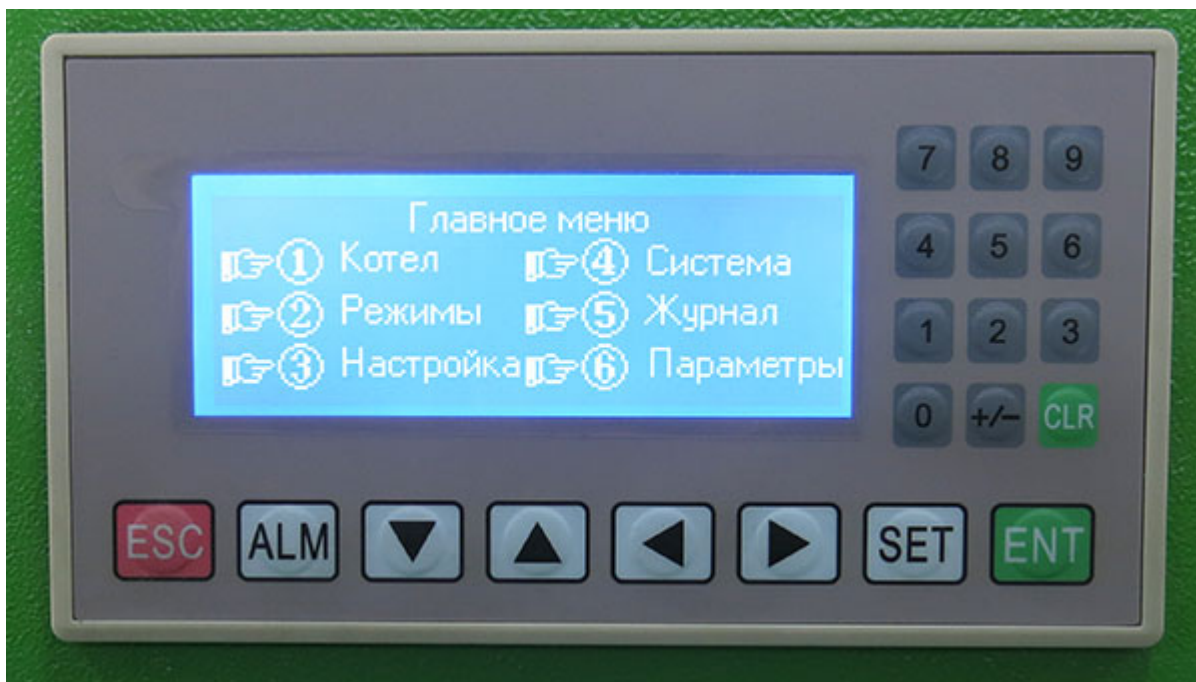 Главное меню
1 Котел 4 Система
2 Режимы 5 Журнал
3 Настройка 6 Параметры
7 8 9
4 5 6
1 2 3
0 +/− CLR
ESC ALM ▼ ▲ ◀ ▶ SET ENT